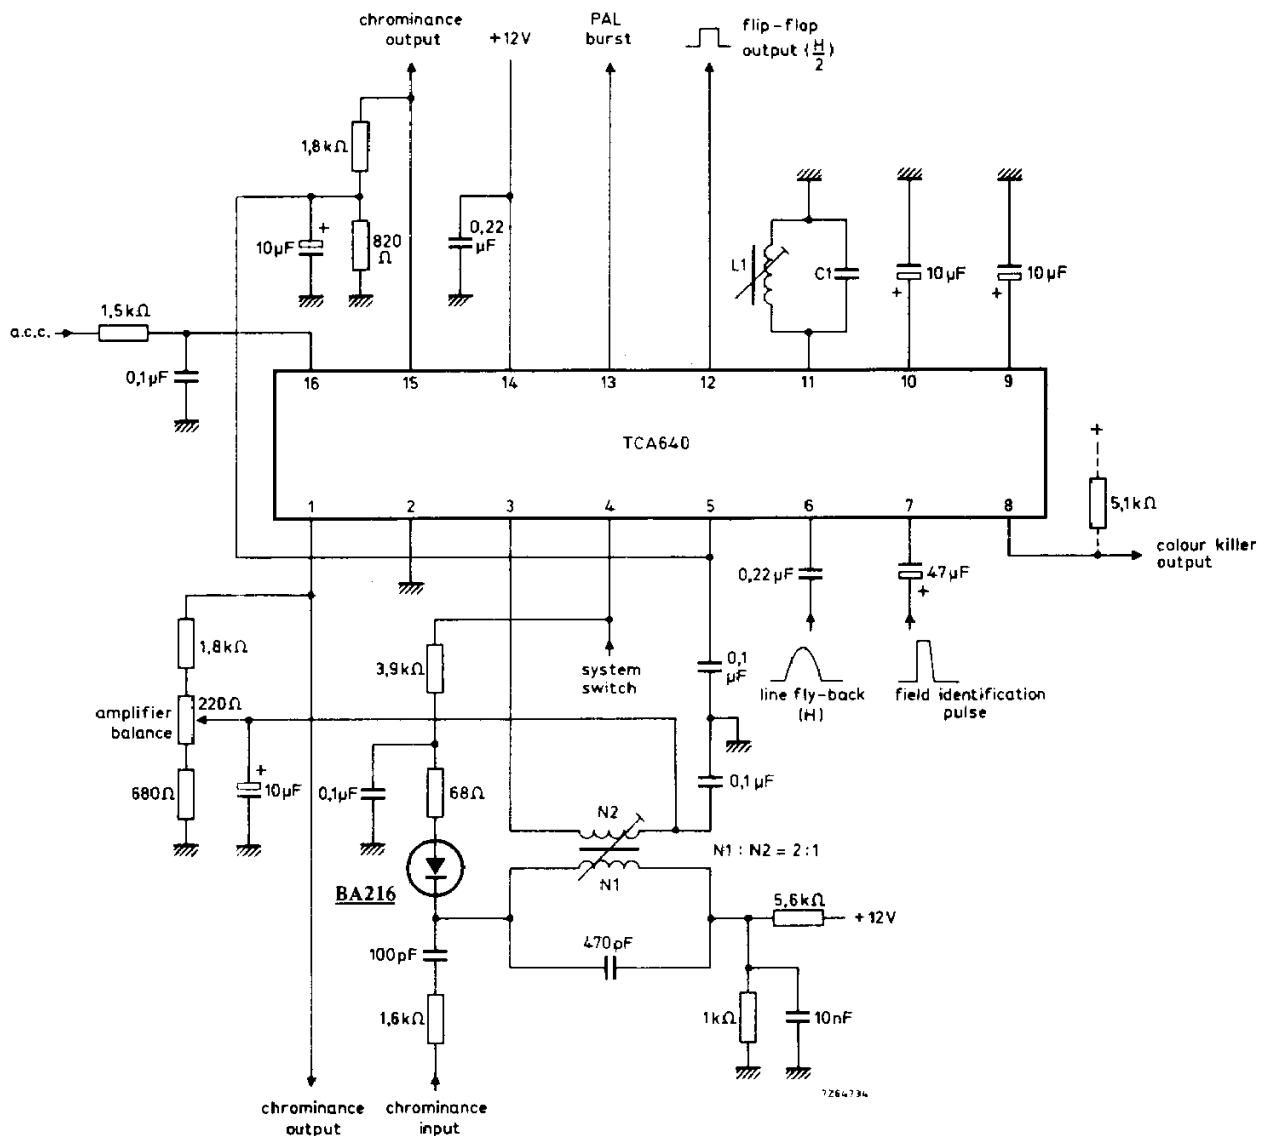 chrominance
output
+12V
PAL
burst
flip-flop
output (H/2)
1,8kΩ
10µF
+
820
Ω
0,22
µF
L1
C1
10µF
+
10µF
+
a.c.c.
1,5kΩ
0,1µF
16
15
14
13
12
11
10
9
TCA640
1
2
3
4
5
6
7
8
+
5,1kΩ
colour killer
output
0,22µF
47µF
+
1,8kΩ
3,9kΩ
system
switch
0,1
µF
line fly-back
(H)
field identification
pulse
amplifier
balance
220Ω
680Ω
+
10µF
0,1µF
68Ω
0,1µF
N2
N1 : N2 = 2:1
N1
BA216
5,6kΩ
+12V
100pF
470pF
1,6kΩ
1kΩ
10nF
7264734
chrominance
output
chrominance
input